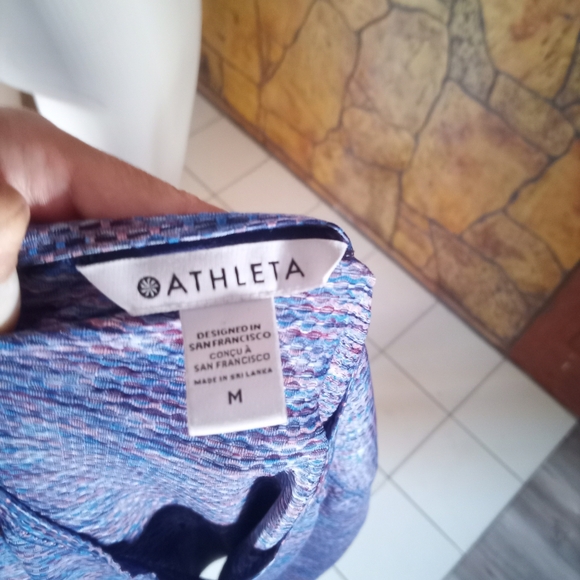 ATHLETA
DESIGNED IN
SAN FRANCISCO
CONÇU À
SAN FRANCISCO
MADE IN SRI LANKA
M